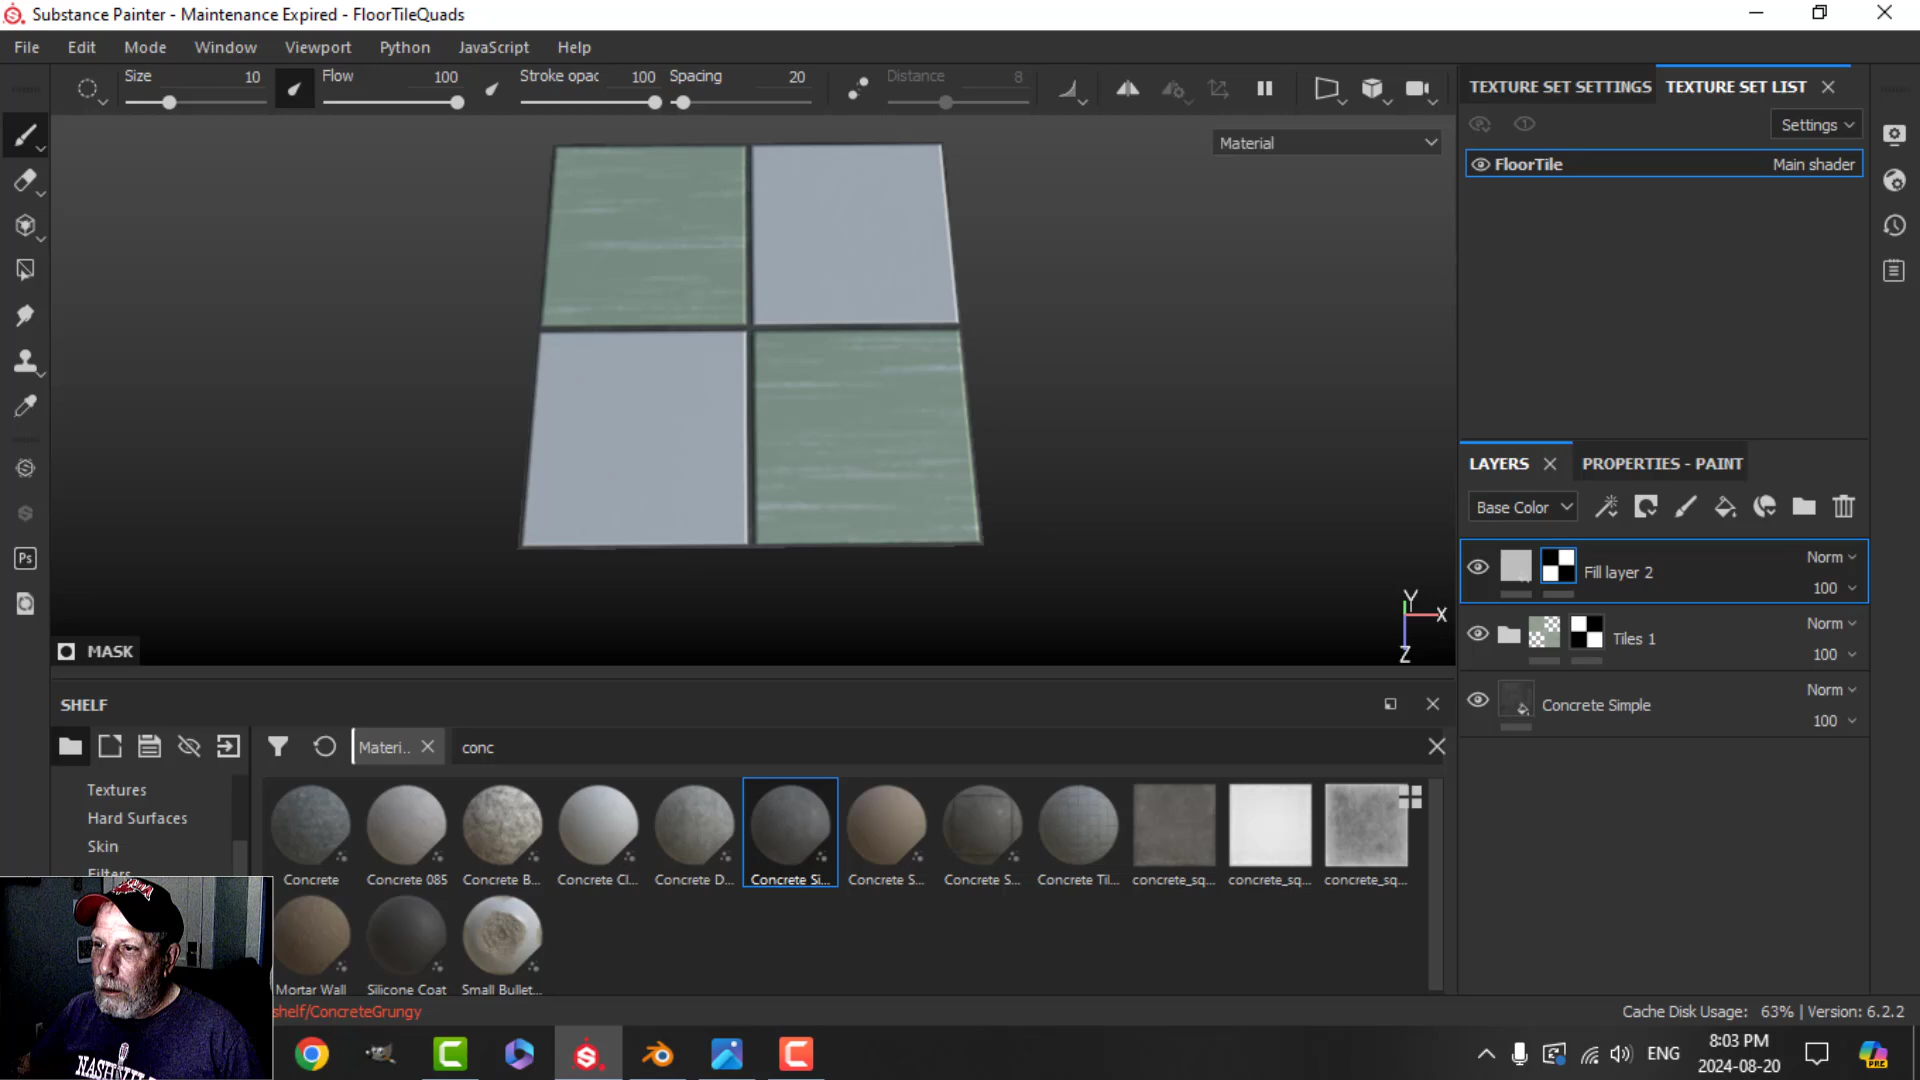 Substance Painter - Maintenance Expired - FloorTileQuads
File Edit Mode Window Viewport Python JavaScript Help
Size 10 Flow 100 Stroke opac 100 Spacing 20 Distance 8
TEXTURE SET SETTINGS TEXTURE SET LIST
Settings
Material
FloorTile Main shader
LAYERS PROPERTIES - PAINT
Base Color
Norm
Fill layer 2
100
Norm
Tiles 1
100
Norm
Concrete Simple
100
Y
X
Z
MASK
SHELF
Materi.. conc
Textures
Hard Surfaces
Skin
Filters
Concrete Concrete 085 Concrete B... Concrete Cl... Concrete D... Concrete Si... Concrete S... Concrete S... Concrete Til... concrete_sq... concrete_sq... concrete_sq...
Mortar Wall Silicone Coat Small Bullet...
shelf/ConcreteGrungy
Cache Disk Usage: 63% | Version: 6.2.2
Ps
NASHVILLE
ENG
8:03 PM
2024-08-20
PRE